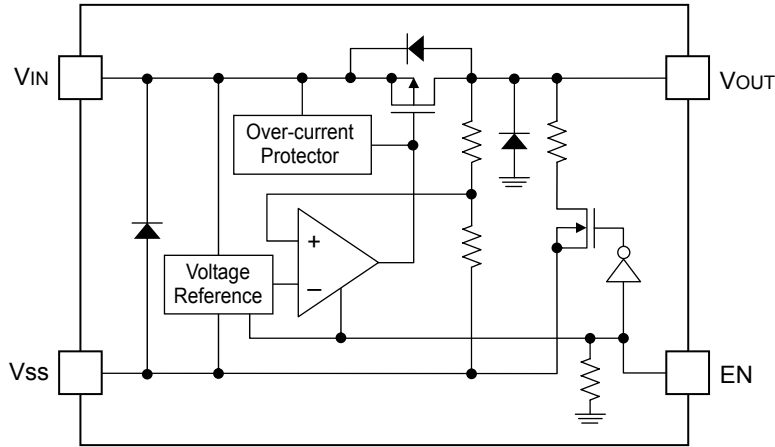 VIN
VOUT
Over-current
Protector
+
Voltage
Reference
−
VSS
EN